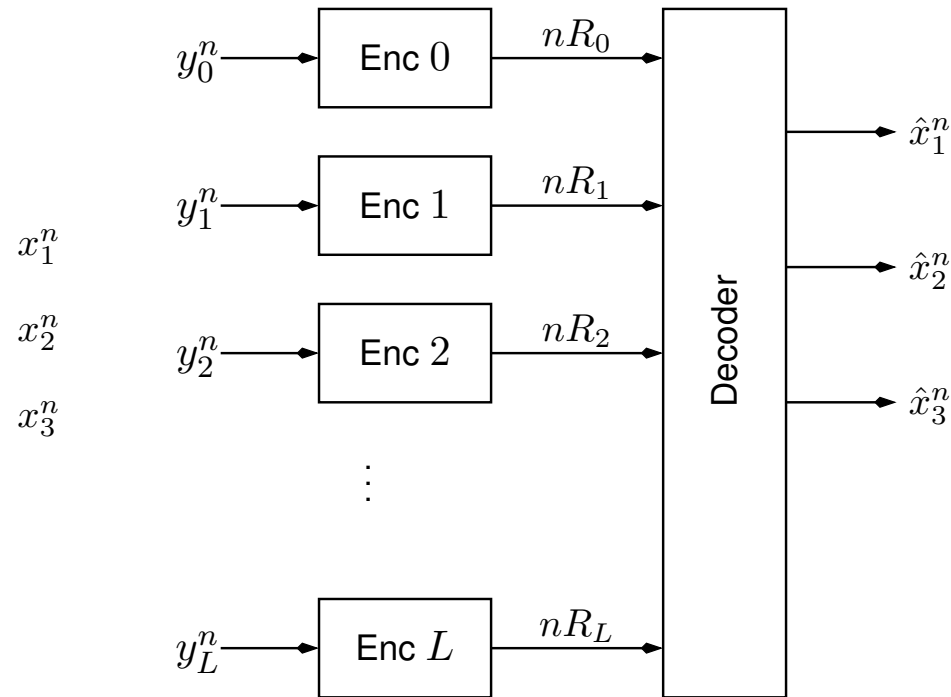 y_0^n Enc 0 nR_0
x̂_1^n
y_1^n Enc 1 nR_1
x_1^n
x̂_2^n
x_2^n y_2^n Enc 2 nR_2
Decoder
x̂_3^n
x_3^n
⋮
y_L^n Enc L nR_L